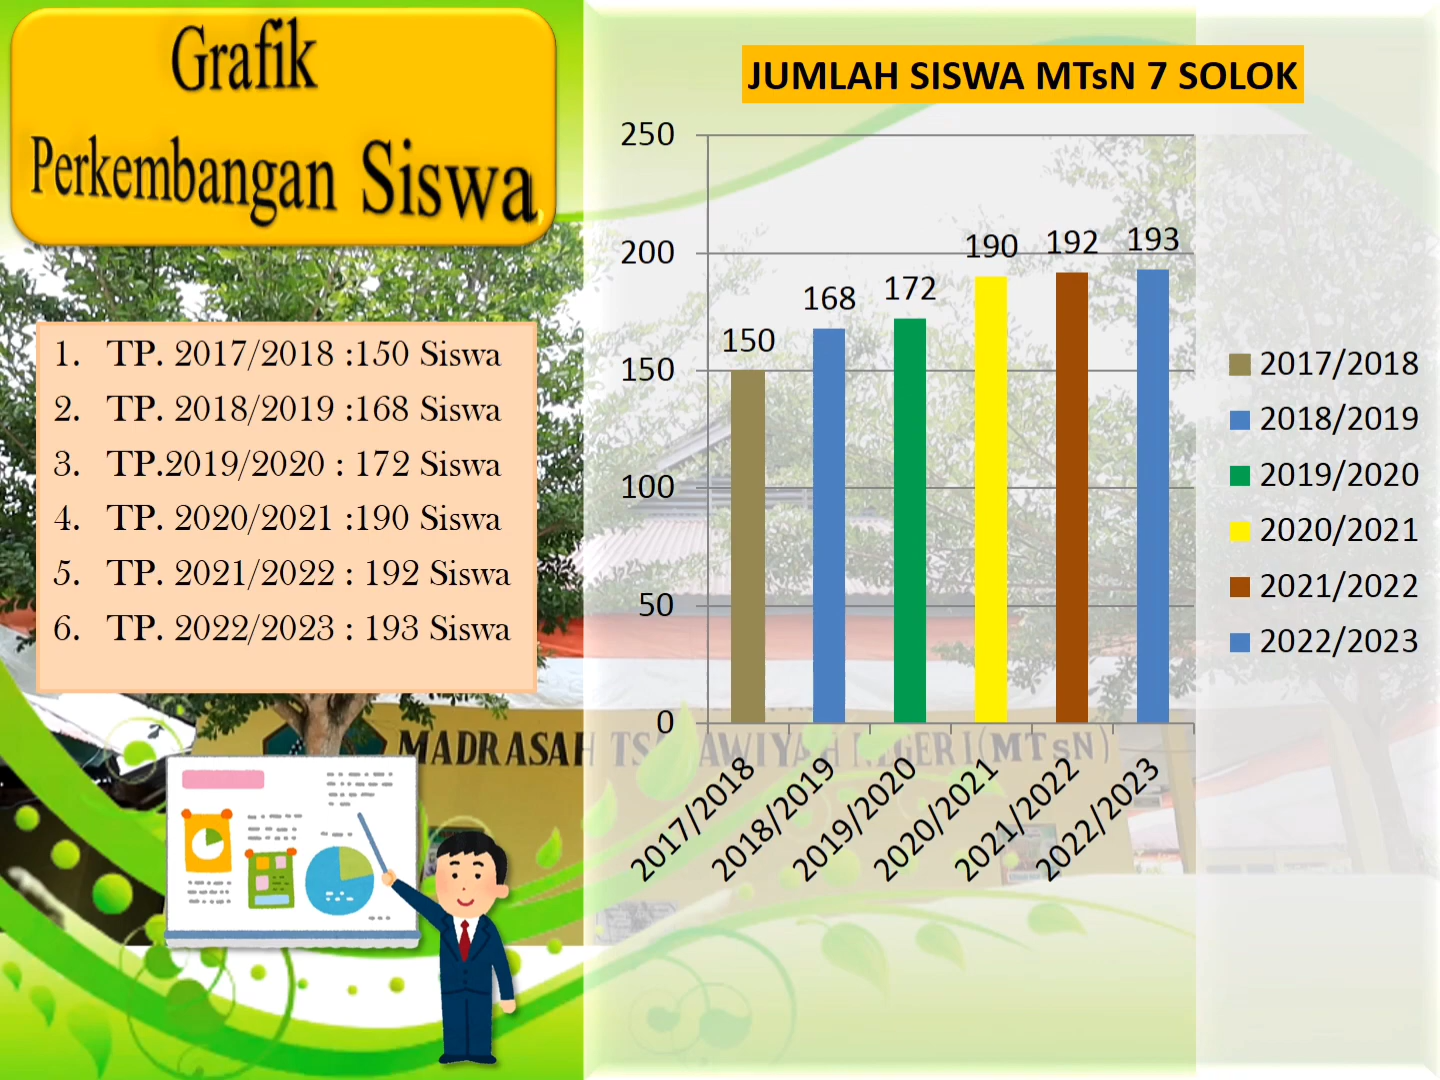 Grafik
Perkembangan Siswa
1. TP. 2017/2018 :150 Siswa
2. TP. 2018/2019 :168 Siswa
3. TP.2019/2020 : 172 Siswa
4. TP. 2020/2021 :190 Siswa
5. TP. 2021/2022 : 192 Siswa
6. TP. 2022/2023 : 193 Siswa
JUMLAH SISWA MTsN 7 SOLOK
250
200
150
100
50
0
150
168
172
190
192
193
2017/2018
2018/2019
2019/2020
2020/2021
2021/2022
2022/2023
2017/2018
2018/2019
2019/2020
2020/2021
2021/2022
2022/2023
MADRASAH NEGERI (MTsN)